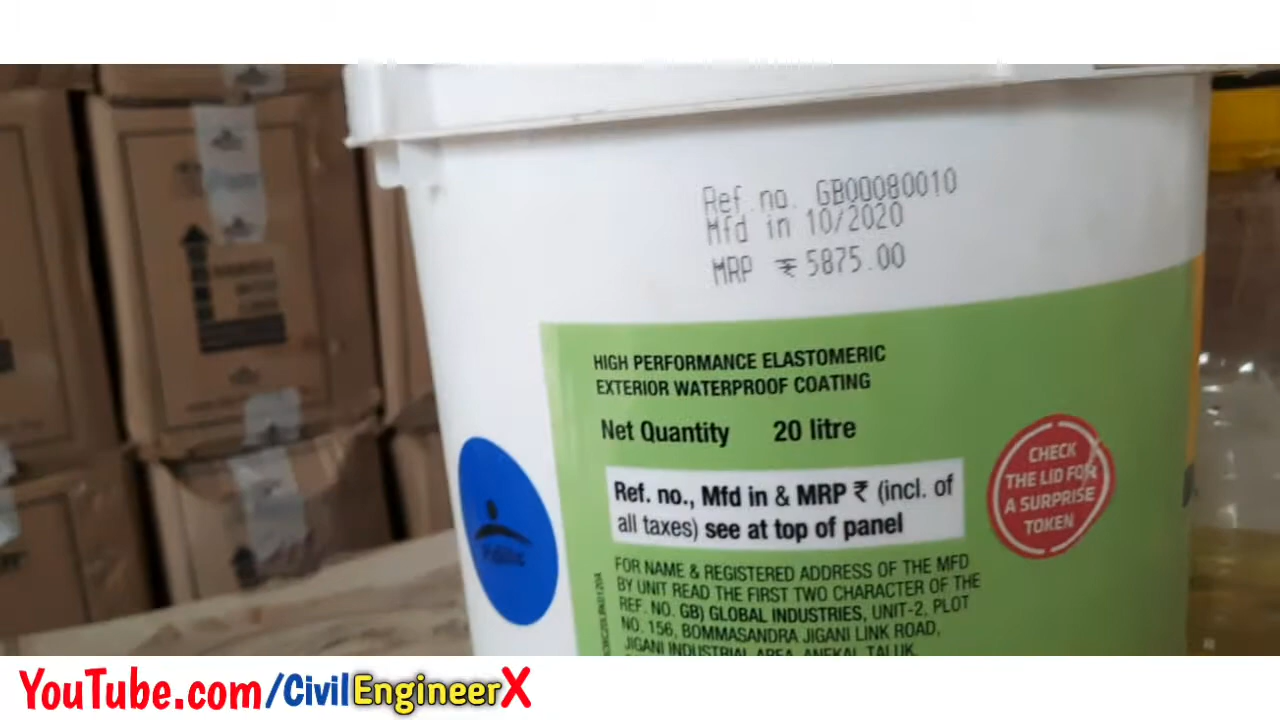 Ref no. GB00080010
Mfd in 10/2020
MRP ₹ 5875.00
HIGH PERFORMANCE ELASTOMERIC
EXTERIOR WATERPROOF COATING
Net Quantity 20 litre
Ref. no., Mfd in & MRP ₹ (incl. of
all taxes) see at top of panel
CHECK
THE LID FOR
A SURPRISE
TOKEN
Pidilite
FOR NAME & REGISTERED ADDRESS OF THE MFD
BY UNIT READ THE FIRST TWO CHARACTER OF THE
REF. NO. GB) GLOBAL INDUSTRIES, UNIT-2, PLOT
NO. 156, BOMMASANDRA JIGANI LINK ROAD,
JIGANI INDUSTRIAL AREA, ANEKAL TALUK,
YouTube.com/CivilEngineerX